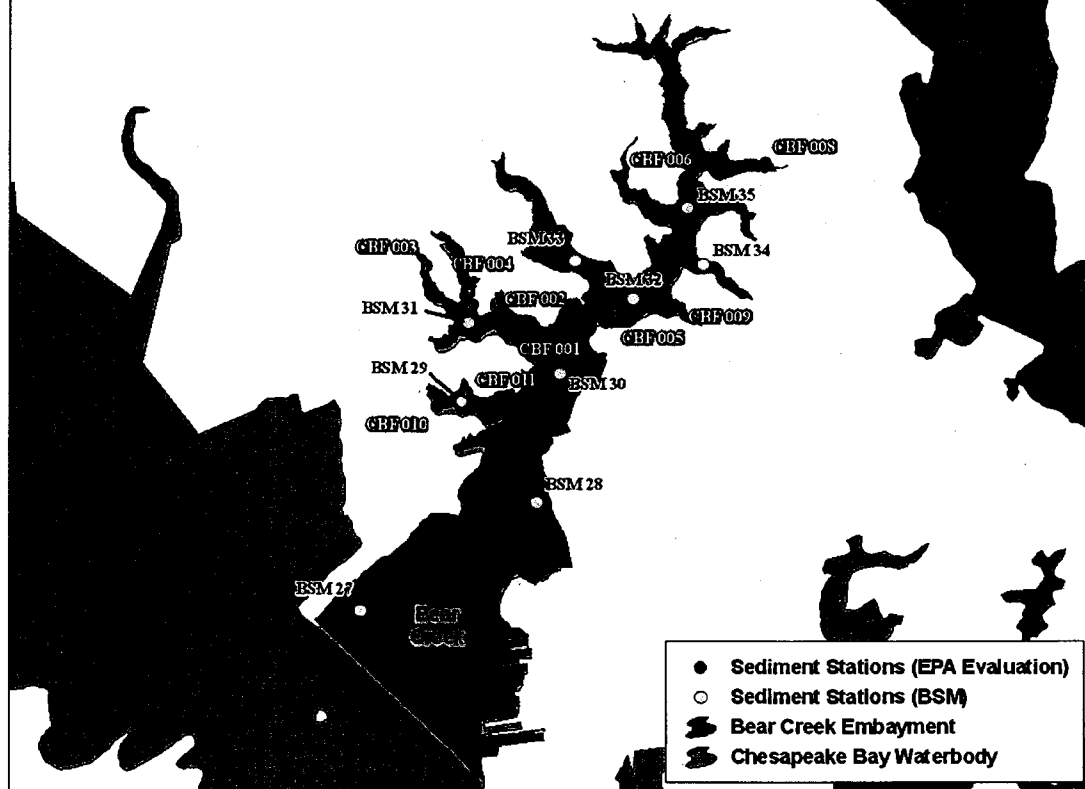 CBF 008
CBF 006
BSM 35
BSM 33
BSM 34
CBF 003
CBF 004
BSM 32
CBF 002
BSM 31
CBF 009
CBF 005
CBF 001
BSM 29
CBF 011
BSM 30
CBF 010
BSM 28
BSM 27
Bear
Creek
Sediment Stations (EPA Evaluation)
Sediment Stations (BSM)
Bear Creek Embayment
Chesapeake Bay Waterbody